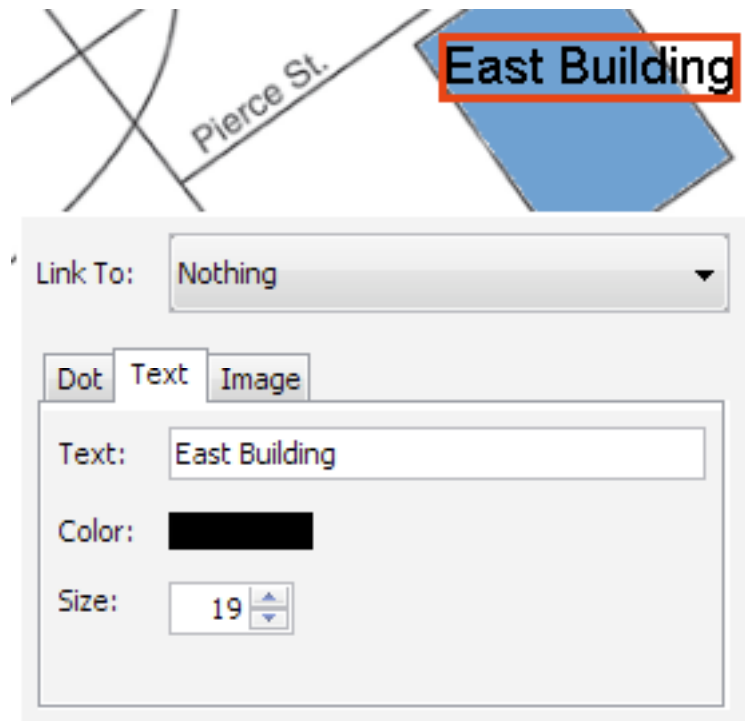 East Building
Pierce St.
Link To: Nothing
Dot Text Image
Text: East Building
Color:
Size: 19